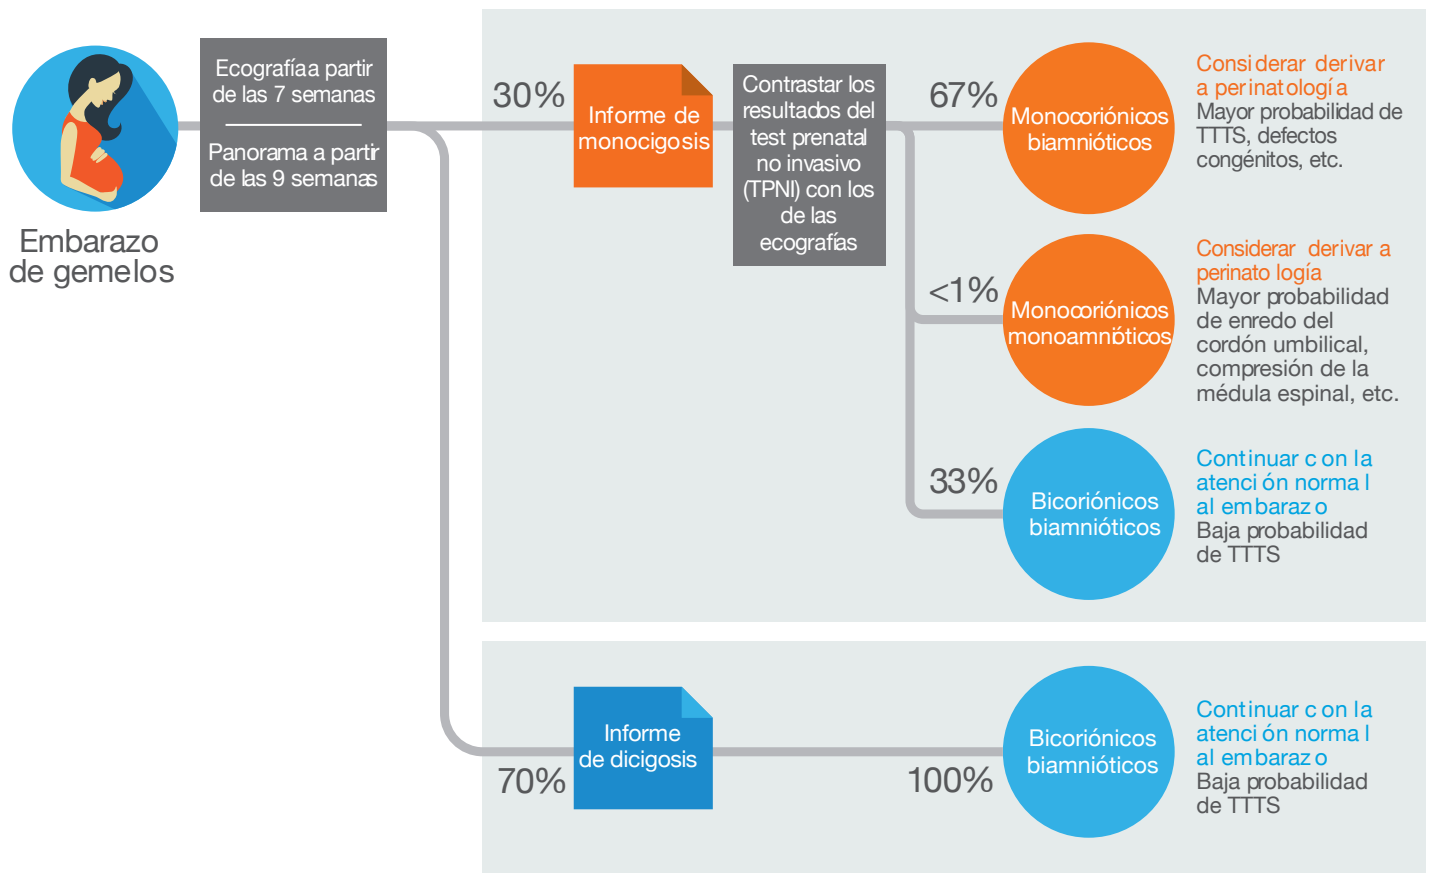 Embarazo
de gemelos
Ecografía a partir
de las 7 semanas
Panorama a partir
de las 9 semanas
30%
Informe de
monocigosis
Contrastar los
resultados del
test prenatal
no invasivo
(TPNI) con los
de las
ecografías
67%
Monocoriónicos
biamnióticos
Considerar derivar
a perinatología
Mayor probabilidad de
TTTS, defectos
congénitos, etc.
<1%
Monocoriónicos
monoamnióticos
Considerar derivar a
perinato logía
Mayor probabilidad
de enredo del
cordón umbilical,
compresión de la
médula espinal, etc.
33%
Bicoriónicos
biamnióticos
Continuar con la
atención normal
al embarazo
Baja probabilidad
de TTTS
70%
Informe
de dicigosis
100%
Bicoriónicos
biamnióticos
Continuar con la
atención normal
al embarazo
Baja probabilidad
de TTTS